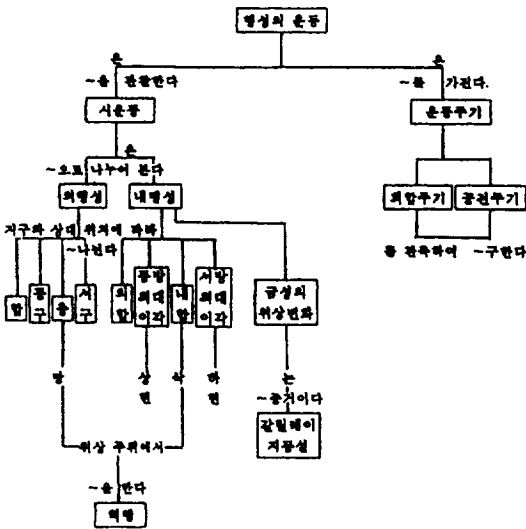 행성의 운동
은
은
~을 관찰한다
~를 가진다.
시운동
운동주기
은
~으로 나누어 본다
외행성
내행성
회합주기
공전주기
지구와 상대 위치에 따라
~나뉜다
를 관측하여
~구한다
합
동구
충
서구
외합
동방최대이각
내합
서방최대이각
금성의
위상변화
망
상현
삭
하현
는
~증거이다
갈릴레이
지동설
위상 주위에서
~을 한다
역행